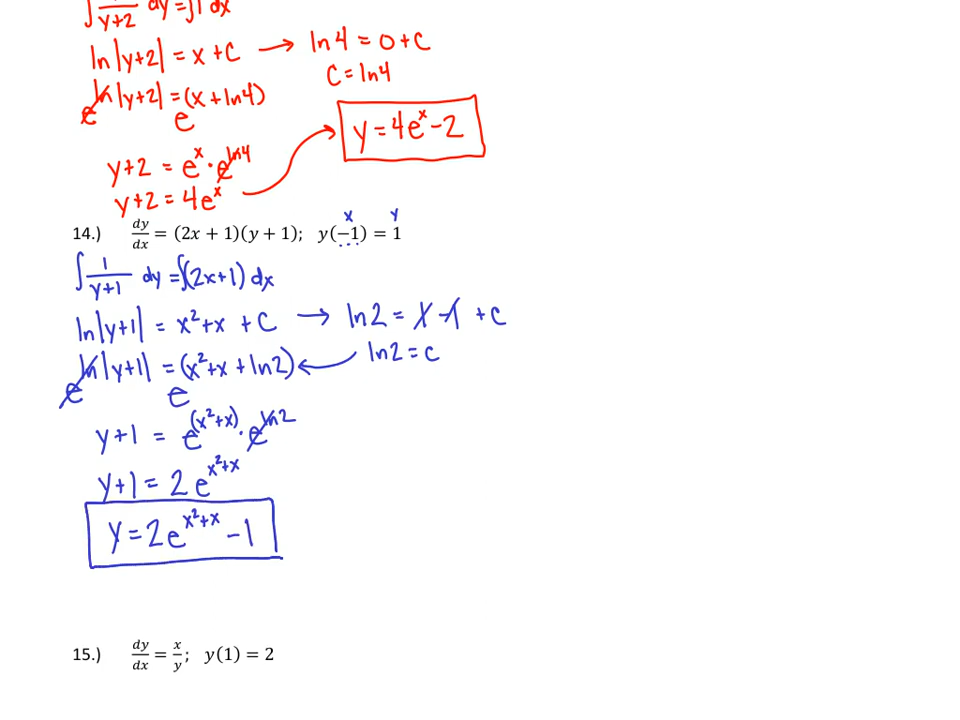 ∫ 1/(y+2) dy = ∫1 dx
ln|y+2| = x + C → ln4 = 0 + C
C = ln4
e^(ln|y+2|) = e^(x + ln4)
y+2 = e^x · e^(ln4)
y+2 = 4e^x
y = 4e^x − 2
x y
14.) dy/dx = (2x + 1)(y + 1); y(−1) = 1
∫ 1/(y+1) dy = ∫(2x+1) dx
ln|y+1| = x² + x + C → ln2 = 1 − 1 + C
ln2 = C
e^(ln|y+1|) = e^(x² + x + ln2)
y+1 = e^(x²+x) · e^(ln2)
y+1 = 2e^(x²+x)
y = 2e^(x²+x) − 1
15.) dy/dx = x/y; y(1) = 2